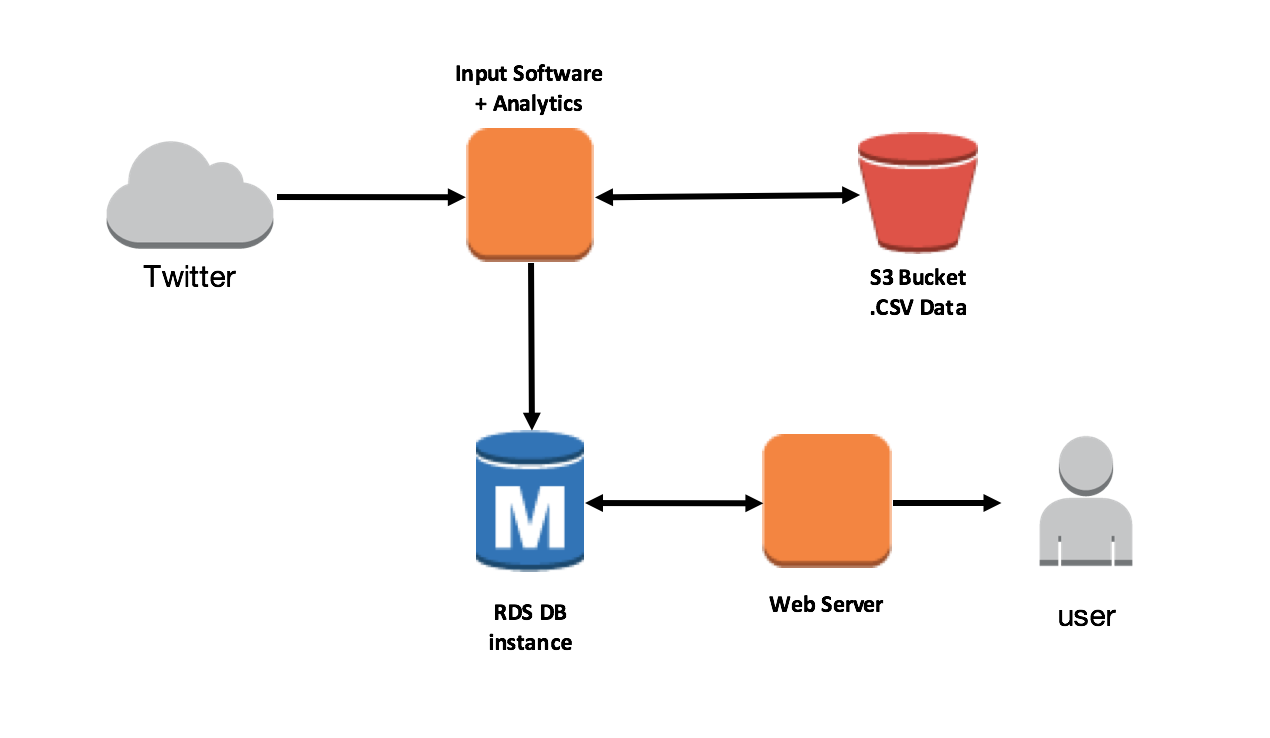 Input Software
+ Analytics
Twitter
S3 Bucket
.CSV Data
M
RDS DB
instance
Web Server
user